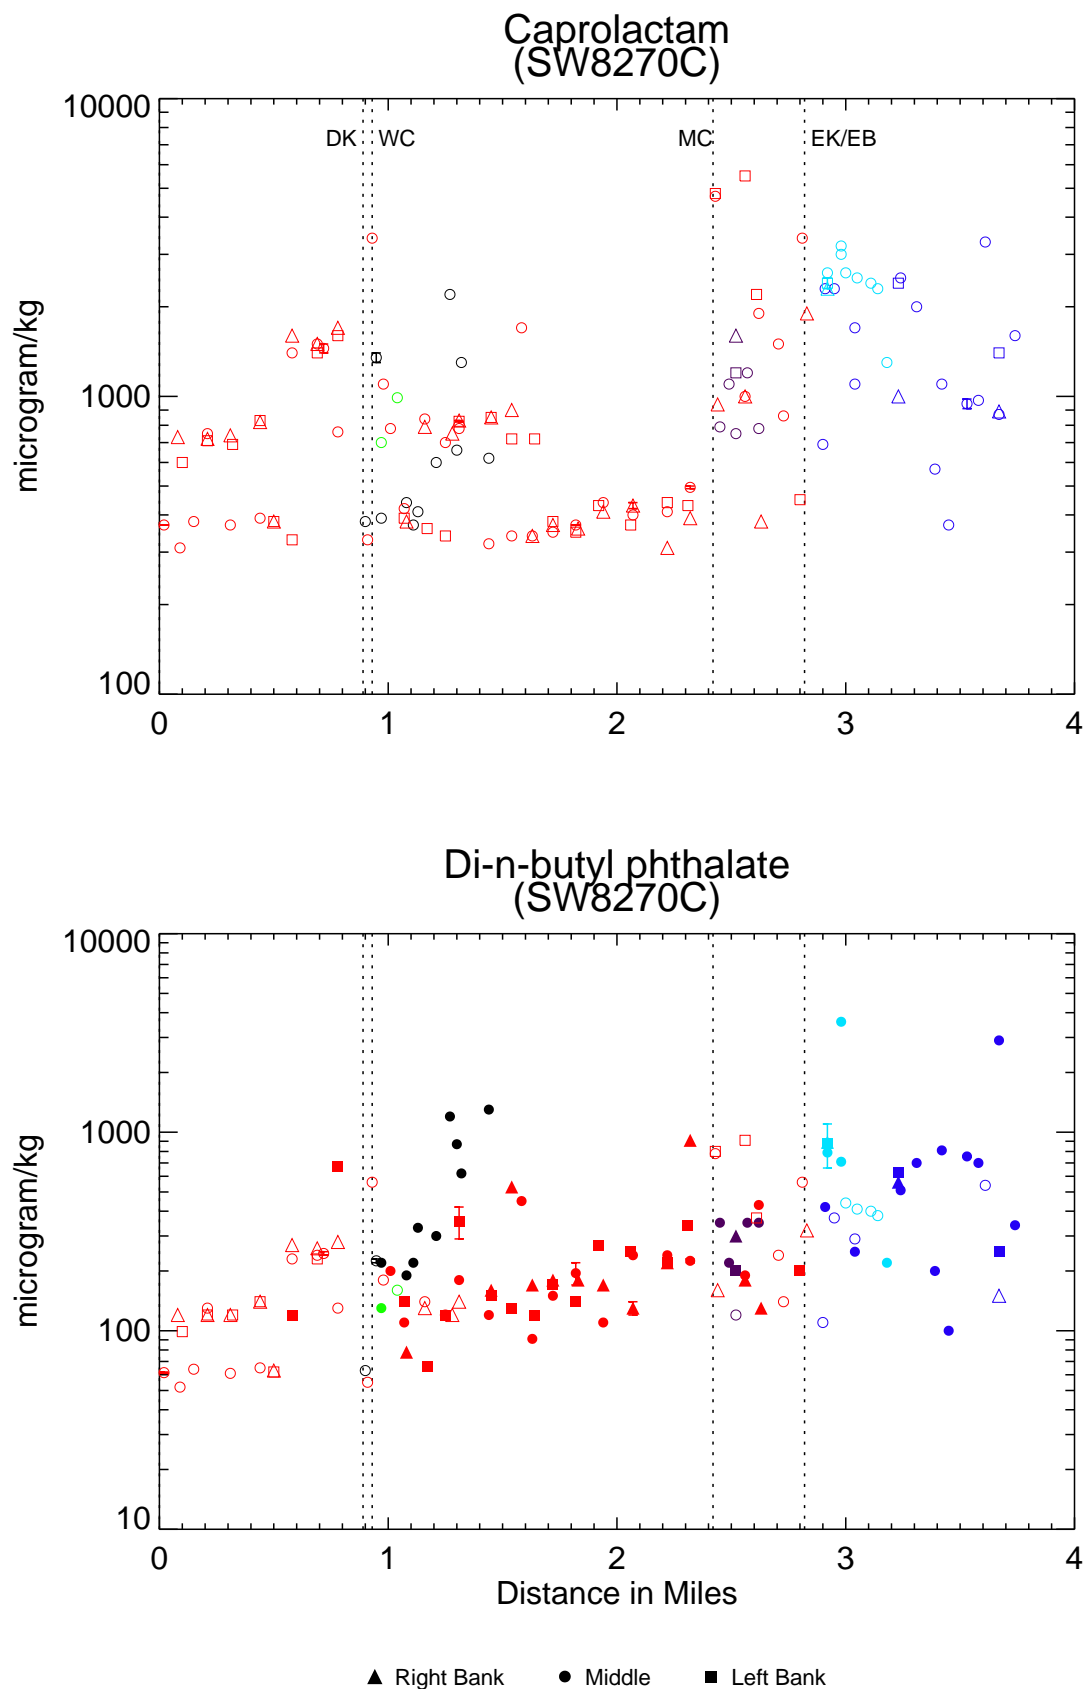 Caprolactam
(SW8270C)
10000
DK WC MC EK/EB
1000
microgram/kg
100
0 1 2 3 4
Di-n-butyl phthalate
(SW8270C)
10000
1000
microgram/kg
100
10
0 1 2 3 4
Distance in Miles
Right Bank Middle Left Bank